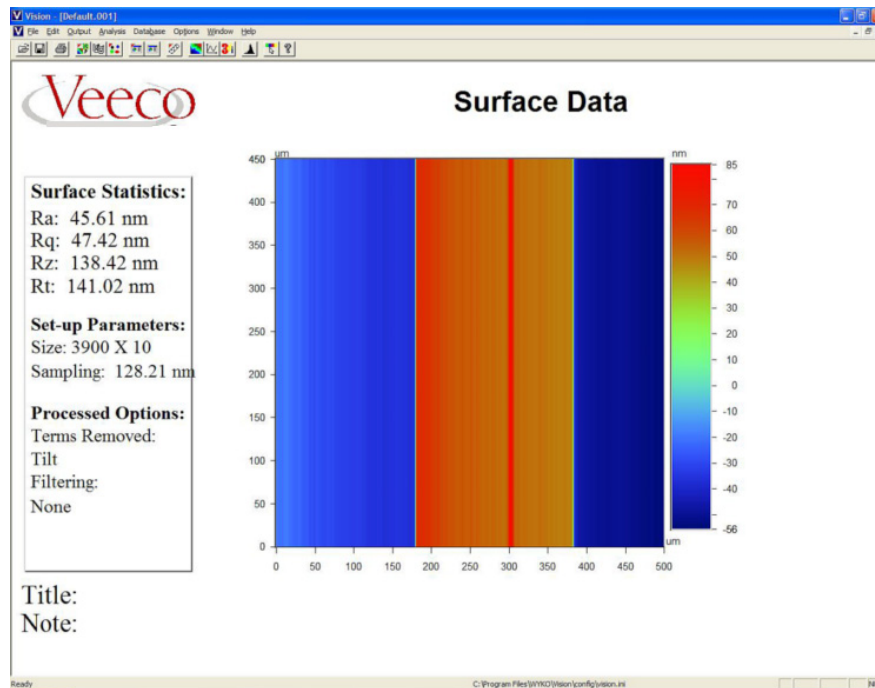 Vision - [Default.001]
File Edit Output Analysis Database Options Window Help
Veeco
Surface Data
Surface Statistics:
Ra: 45.61 nm
Rq: 47.42 nm
Rz: 138.42 nm
Rt: 141.02 nm
Set-up Parameters:
Size: 3900 X 10
Sampling: 128.21 nm
Processed Options:
Terms Removed:
Tilt
Filtering:
None
um
450
400
350
300
250
200
150
100
50
0
0 50 100 150 200 250 300 350 400 450 500
um
nm
85
70
60
50
40
30
20
10
0
-10
-20
-30
-40
-56
Title:
Note:
Ready C:\Program Files\WYKO\Vision\config\vision.ini